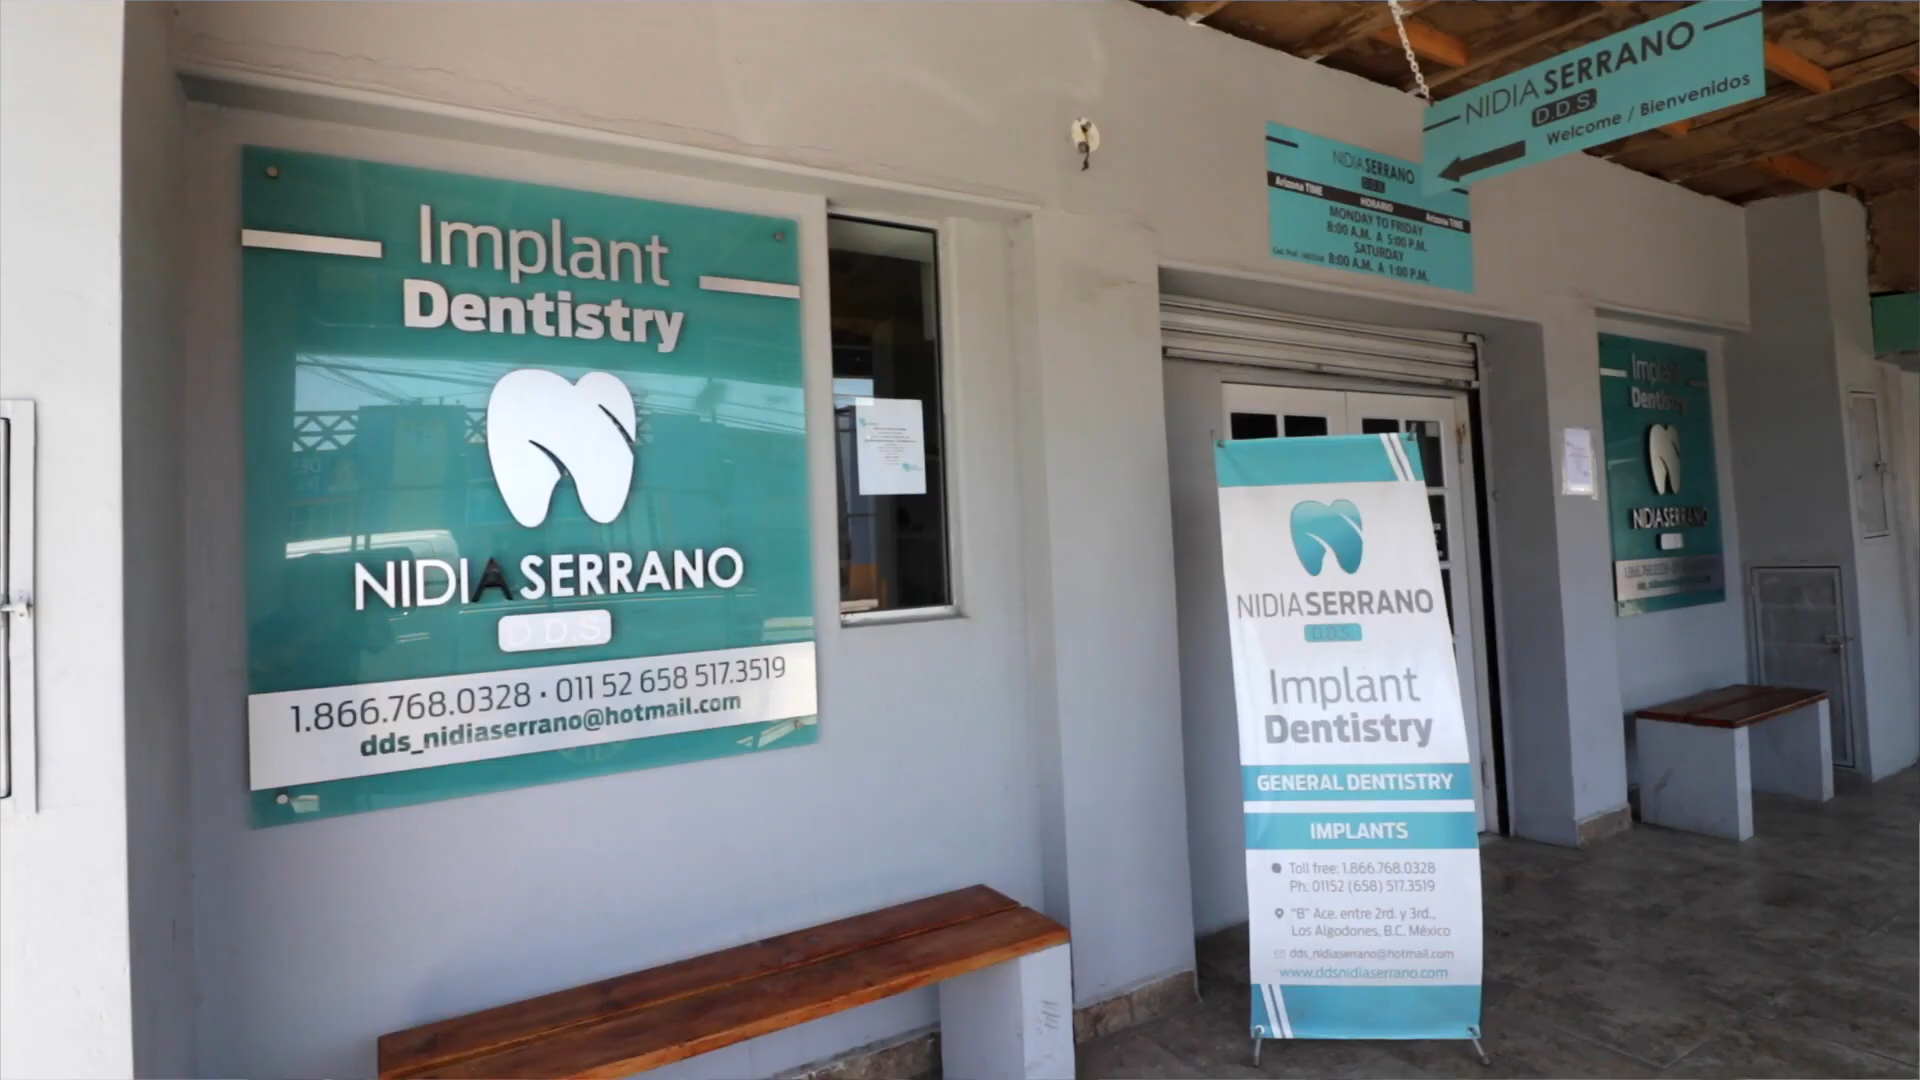 Implant
Dentistry
NIDIA SERRANO
D.D.S.
1.866.768.0328 · 011 52 658 517.3519
dds_nidiaserrano@hotmail.com
NIDIA SERRANO
D.D.S.
Welcome / Bienvenidos
NIDIA SERRANO
D.D.S.
Arizona TIME
HORARIO
Arizona TIME
MONDAY TO FRIDAY
8:00 A.M. A 5:00 P.M.
SATURDAY
8:00 A.M. A 1:00 P.M.
NIDIA SERRANO
D.D.S.
Implant
Dentistry
GENERAL DENTISTRY
IMPLANTS
Toll free: 1.866.768.0328
Ph: 01152 (658) 517.3519
"B" Ace. entre 2rd. y 3rd.,
Los Algodones, B.C. México
dds_nidiaserrano@hotmail.com
www.ddsnidiaserrano.com
Implant
Dentistry
NIDIA SERRANO